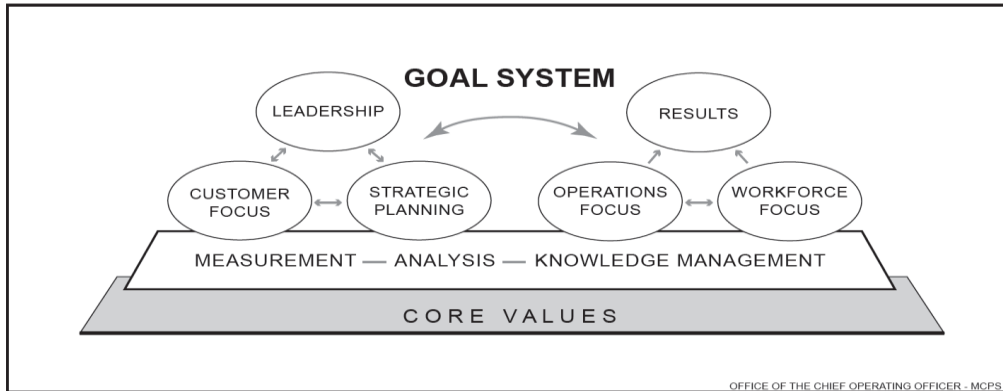 GOAL SYSTEM
LEADERSHIP
RESULTS
CUSTOMER
FOCUS
STRATEGIC
PLANNING
OPERATIONS
FOCUS
WORKFORCE
FOCUS
MEASUREMENT — ANALYSIS — KNOWLEDGE MANAGEMENT
CORE VALUES
OFFICE OF THE CHIEF OPERATING OFFICER - MCPS